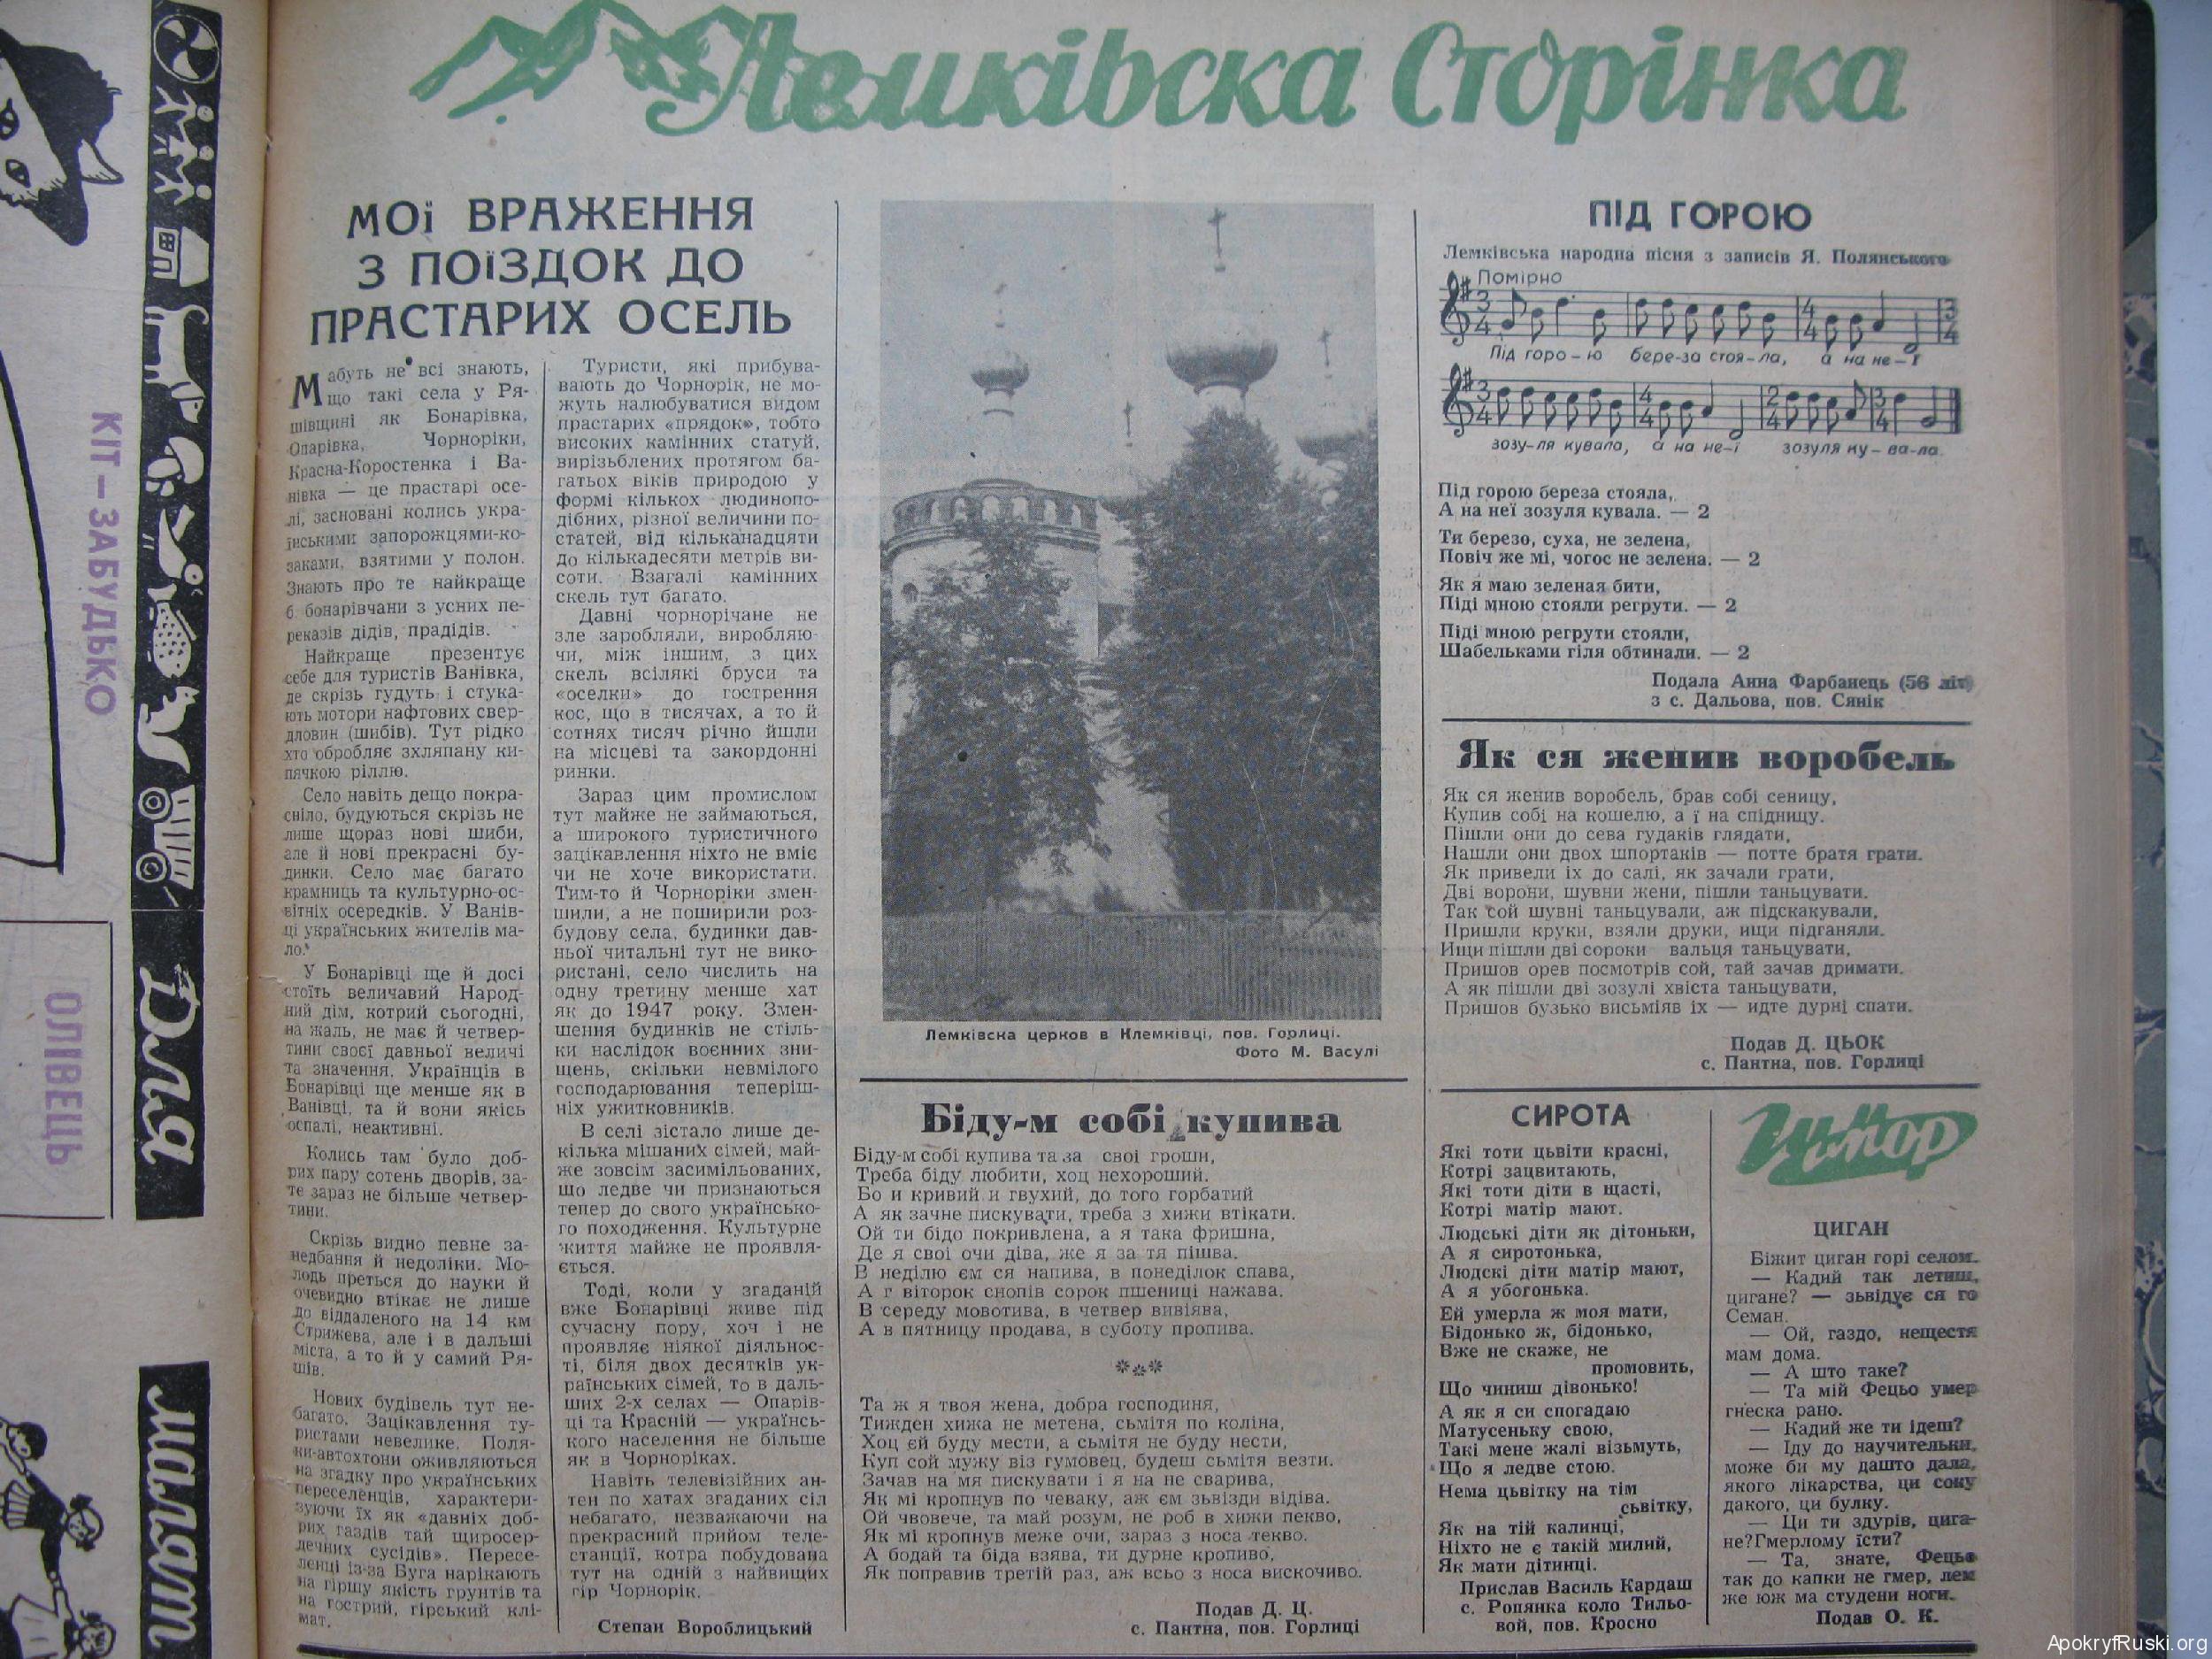 КІТ — ЗАБУДЬКО
ОЛІВЕЦЬ
Для
малят
Лемківска Сторінка
МОЇ ВРАЖЕННЯ
З ПОЇЗДОК ДО
ПРАСТАРИХ ОСЕЛЬ
Мабуть не всі знають,
що такі села у Ря-
шівщині як Бонарівка,
Опарівка, Чорноріки,
Красна-Коростенка і Ва-
нівка — це прастарі осе-
лі, засновані колись укра-
їнськими запорожцями-ко-
заками, взятими у полон.
Знають про те найкраще
б бонарівчани з усних пе-
реказів дідів, прадідів.
Найкраще презентує
себе для туристів Ванівка,
де скрізь гудуть і стука-
ють мотори нафтових свер-
дловин (шибів). Тут рідко
хто обробляє зхляпану ки-
пячкою ріллю.
Село навіть дещо покра-
сніло, будуються скрізь не
лише щораз нові шиби,
але й нові прекрасні бу-
динки. Село має багато
крамниць та культурно-ос-
вітніх осередків. У Ванів-
ці українських жителів ма-
ло.
У Бонарівці ще й досі
стоїть величавий Народ-
ний дім, котрий сьогодні,
на жаль, не має й четвер-
тини своєї давньої величі
та значення. Українців в
Бонарівці ще менше як в
Ванівці, та й вони якісь
оспалі, неактивні.
Колись там було доб-
рих пару сотень дворів, за-
те зараз не більше четвер-
тини.
Скрізь видно певне за-
недбання й недоліки. Мо-
лодь преться до науки й
очевидно втікає не лише
до віддаленого на 14 км
Стрижева, але і в дальші
міста, а то й у самий Ря-
шів.
Нових будівель тут не-
багато. Зацікавлення ту-
ристами невелике. Поля-
ки-автохтони оживляються
на згадку про українських
переселенців, характери-
зуючи їх як «давніх доб-
рих газдів тай щиросер-
дечних сусідів». Пересе-
ленці із-за Буга нарікають
на гіршу якість грунтів та
на гострий, гірський клі-
мат.
Туристи, які прибува-
вають до Чорнорік, не мо-
жуть налюбуватися видом
прастарих «прядок», тобто
високих камінних статуй,
вирізьблених протягом ба-
гатьох віків природою у
формі кількох людинопо-
дібних, різної величини по-
статей, від кільканадцяти
до кількадесяти метрів ви-
соти. Взагалі камінних
скель тут багато.
Давні чорнорічане не
зле заробляли, виробляю-
чи, між іншим, з цих
скель всілякі бруси та
«оселки» до гострення
кос, що в тисячах, а то й
сотнях тисяч річно йшли
на місцеві та закордонні
ринки.
Зараз цим промислом
тут майже не займаються,
а широкого туристичного
зацікавлення ніхто не вміє
чи не хоче використати.
Тим-то й Чорноріки змен-
шили, а не поширили роз-
будову села, будинки дав-
ньої читальні тут не вико-
ристані, село числить на
одну третину менше хат
як до 1947 року. Змен-
шення будинків не стіль-
ки наслідок воєнних зни-
щень, скільки невмілого
господарювання теперіш-
ніх ужитковників.
В селі зістало лише де-
кілька мішаних сімей, май-
же зовсім засимільованих,
що ледве чи признаються
тепер до свого українсько-
го походження. Культурне
життя майже не проявля-
ється.
Тоді, коли у згаданій
вже Бонарівці живе під
сучасну пору, хоч і не
проявляє ніякої діяльнос-
ті, біля двох десятків ук-
раїнських сімей, то в даль-
ших 2-х селах — Опарів-
ці та Красній — українсь-
кого населення не більше
як в Чорноріках.
Навіть телевізійних ан-
тен по хатах згаданих сіл
небагато, незважаючи на
прекрасний прийом теле-
станції, котра побудована
тут на одній з найвищих
гір Чорнорік.
Степан Вороблицький
Лемківска церков в Клемківці, пов. Горлиці.
Фото М. Васулі
Біду-м собі купива
Біду-м собі купива та за свої гроши,
Треба біду любити, хоц нехороший.
Бо и кривий и гвухий, до того горбатий
А як зачне пискувати, треба з хижи втікати.
Ой ти бідо покривлена, а я така фришна,
Де я свої очи діва, же я за тя пішва.
В неділю єм ся напива, в понеділок спава,
А г віторок снопів сорок пшениці нажава.
В середу мовотива, в четвер вивіява,
А в пятницу продава, в суботу пропива.
***
Та ж я твоя жена, добра господиня,
Тижден хижа не метена, сьмітя по коліна,
Хоц єй буду мести, а сьмітя не буду нести,
Куп сой мужу віз гумовец, будеш сьмітя везти.
Зачав на мя пискувати і я на не сварива,
Як мі кропнув по чеваку, аж єм зьвізди відіва.
Ой чвовече, та май розум, не роб в хижи пекво,
Як мі кропнув меже очи, зараз з носа текво.
А бодай та біда взява, ти дурне кропиво,
Як поправив третій раз, аж всьо з носа вискочиво.
Подав Д. Ц.
с. Пантна, пов. Горлиці
ПІД ГОРОЮ
Лемківська народна пісня з записів Я. Полянського
Помірно
Під горо-ю бере-за стоя-ла, а на не-ї
зозу-ля кувала, а на не-ї зозуля ку-ва-ла.
Під горою береза стояла,
А на неї зозуля кувала. — 2
Ти березо, суха, не зелена,
Повіч же мі, чогос не зелена. — 2
Як я маю зеленая бити,
Піді мною стояли регрути. — 2
Піді мною регрути стояли,
Шабельками гіля обтинали. — 2
Подала Анна Фарбанець (56 літ)
з с. Дальова, пов. Сянік
Як ся женив воробель
Як ся женив воробель, брав собі сеницу,
Купив собі на кошелю, а ї на спідницу.
Пішли они до сева гудаків глядати,
Нашли они двох шпортаків — потте братя грати.
Як привели їх до салі, як зачали грати,
Дві ворони, шувни жени, пішли таньцувати.
Так сой шувні таньцували, аж підскакували,
Пришли круки, взяли друки, ищи підганяли.
Ищи пішли дві сороки вальця таньцувати,
Пришов орев посмотрів сой, тай зачав дримати.
А як пішли дві зозулі хвіста таньцувати,
Пришов бузько висьміяв їх — идте дурні спати.
Подав Д. ЦЬОК
с. Пантна, пов. Горлиці
СИРОТА
Які тоти цьвіти красні,
Котрі зацвитають,
Які тоти діти в щасті,
Котрі матір мают.
Людські діти як дітоньки,
А я сиротонька,
Людскі діти матір мают,
А я убогонька.
Ей умерла ж моя мати,
Бідонько ж, бідонько,
Вже не скаже, не
промовить,
Що чиниш дівонько!
А як я си спогадаю
Матусеньку свою,
Такі мене жалі візьмуть,
Що я ледве стою.
Нема цьвітку на тім
сьвітку,
Як на тій калинці,
Ніхто не є такій милий,
Як мати дітинці.
Прислав Василь Кардаш
с. Ропянка коло Тильо-
вой, пов. Кросно
Гумор
ЦИГАН
Біжит циган горі селом.
— Кадий так летиш,
цигане? — зьвідує ся го
Семан.
— Ой, газдо, нещестя
мам дома.
— А што таке?
— Та мій Фецьо умер
гнеска рано.
— Кадий же ти ідеш?
— Іду до научительки,
може би му дашто дала,
якого лікарства, ци соку
дакого, ци булку.
— Ци ти здурів, цига-
не? Гмерлому їсти?
— Та, знате, Фецьо
так до капки не гмер, лем
же юж ма студени ноги.
Подав О. К.
ApokryfRuski.org